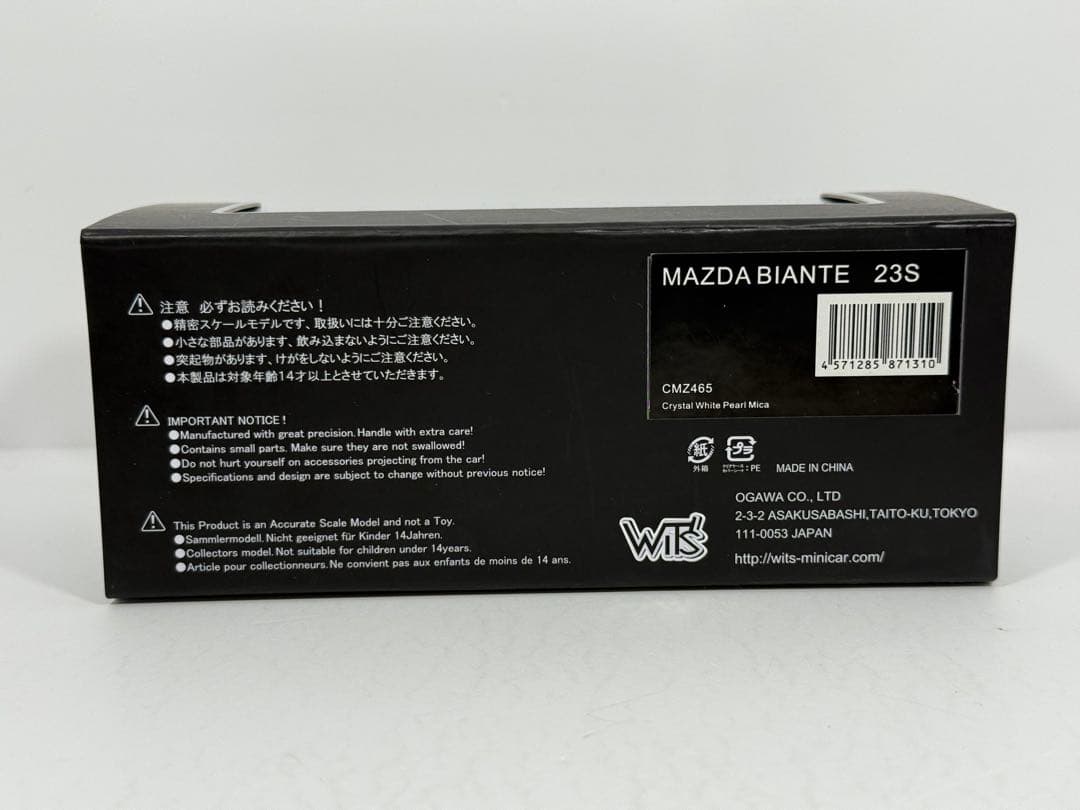 注意 必ずお読みください!
●精密スケールモデルです、取扱いには十分ご注意ください。
●小さな部品があります、飲み込まないようにご注意ください。
●突起物があります、けがをしないようにご注意ください。
●本製品は対象年齢14才以上とさせていただきます。
IMPORTANT NOTICE!
●Manufactured with great precision. Handle with extra care!
●Contains small parts. Make sure they are not swallowed!
●Do not hurt yourself on accessories projecting from the car!
●Specifications and design are subject to change without previous notice!
This Product is an Accurate Scale Model and not a Toy.
●Sammlermodell. Nicht geeignet für Kinder 14Jahren.
●Collectors model. Not suitable for children under 14years.
●Article pour collectionneurs. Ne convient pas aux enfants de moins de 14 ans.
MAZDA BIANTE 23S
4 571285 871310
CMZ465
Crystal White Pearl Mica
紙
外箱
プラ
: PE
MADE IN CHINA
WiT's
OGAWA CO., LTD
2-3-2 ASAKUSABASHI,TAITO-KU,TOKYO
111-0053 JAPAN
http://wits-minicar.com/